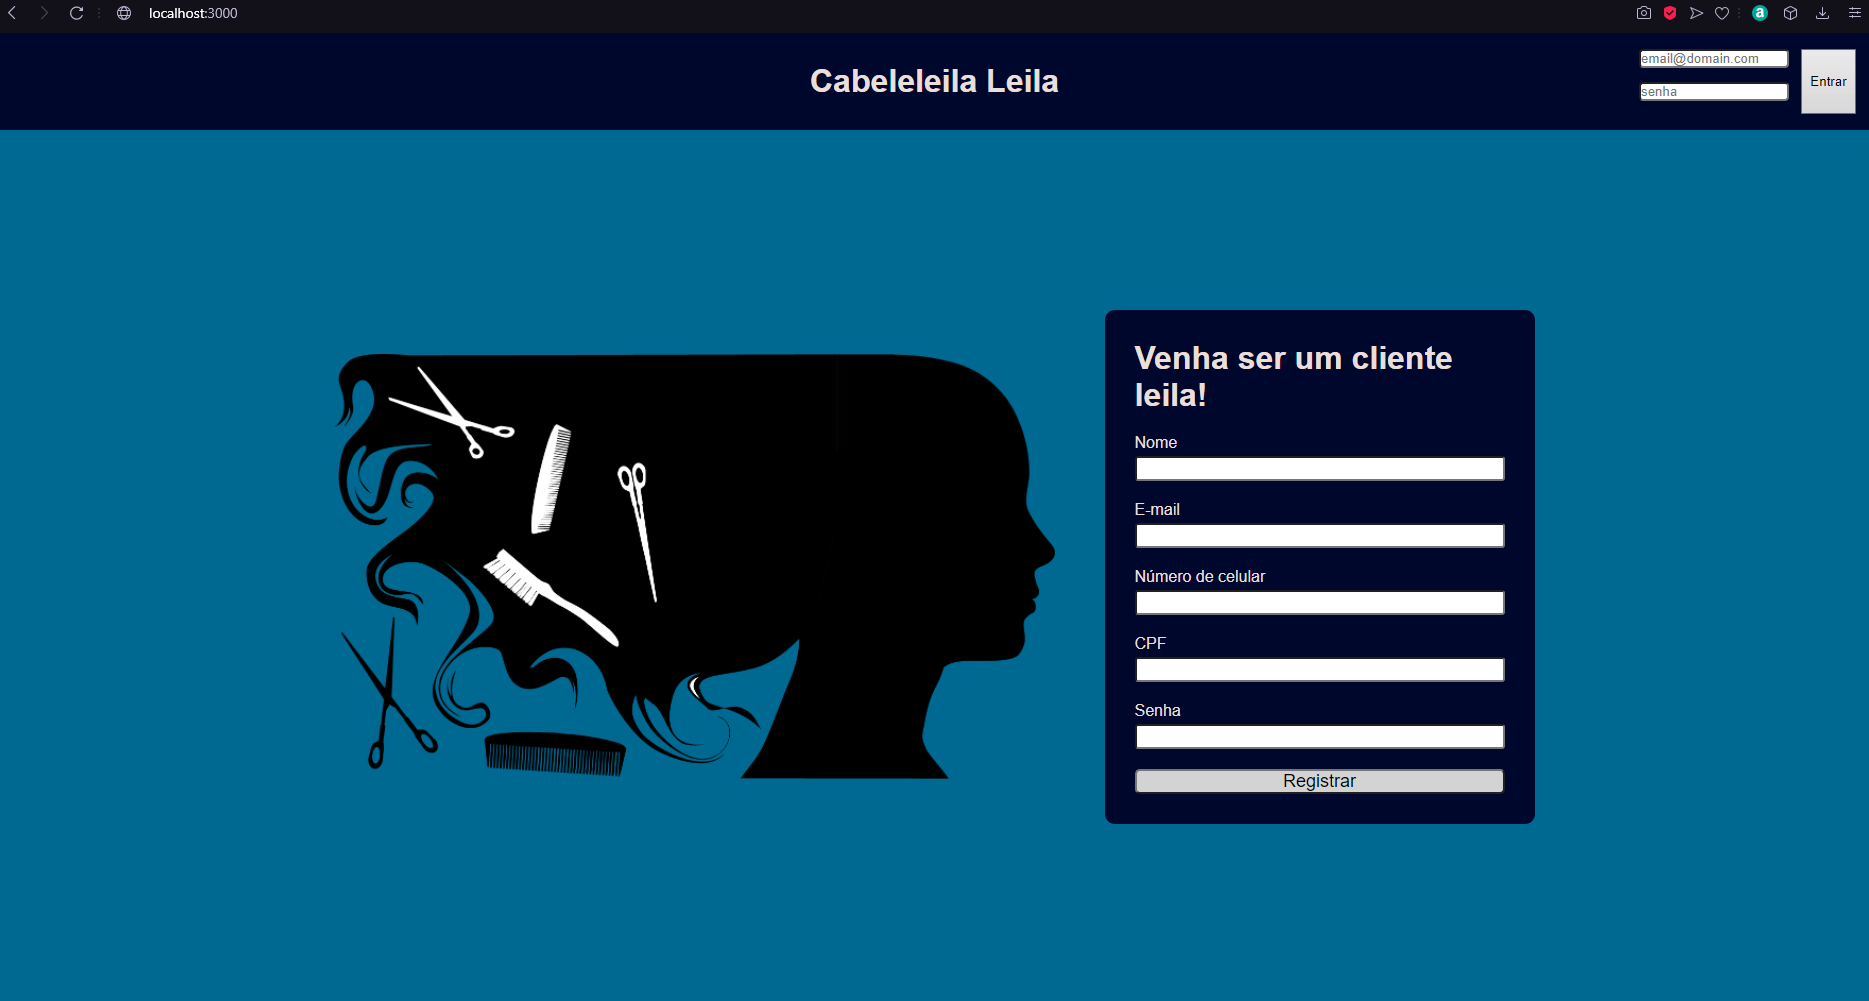 localhost:3000
Cabeleleila Leila
email@domain.com
senha
Entrar
Venha ser um cliente
leila!
Nome
E-mail
Número de celular
CPF
Senha
Registrar